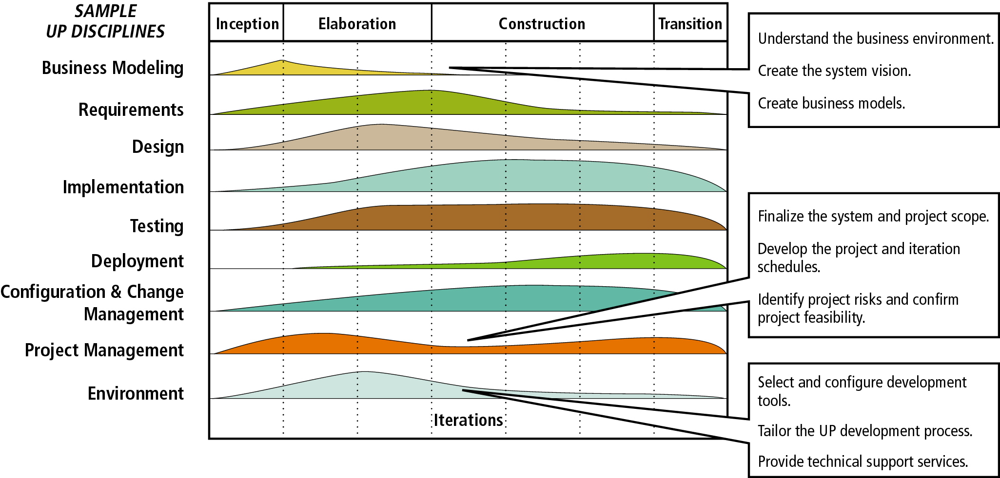 SAMPLE
UP DISCIPLINES
Inception
Elaboration
Construction
Transition
Business Modeling
Requirements
Design
Implementation
Testing
Deployment
Configuration & Change
Management
Project Management
Environment
Iterations
Understand the business environment.
Create the system vision.
Create business models.
Finalize the system and project scope.
Develop the project and iteration
schedules.
Identify project risks and confirm
project feasibility.
Select and configure development
tools.
Tailor the UP development process.
Provide technical support services.